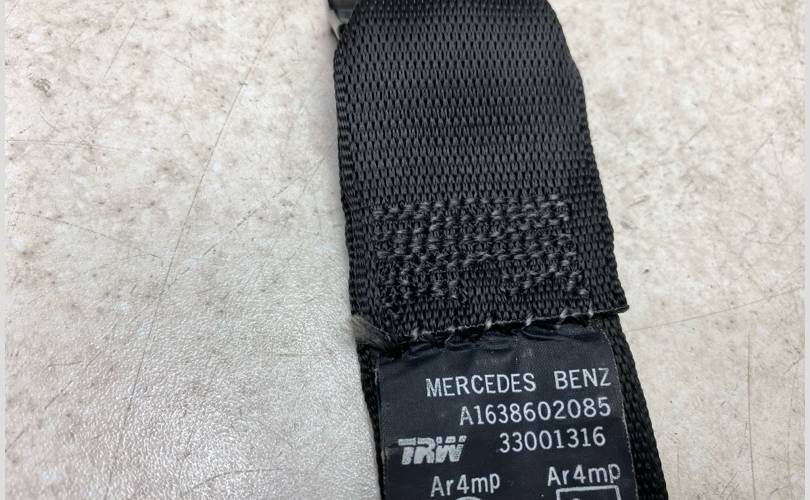 MERCEDES BENZ
A1638602085
TRW 33001316
Ar4mp Ar4mp